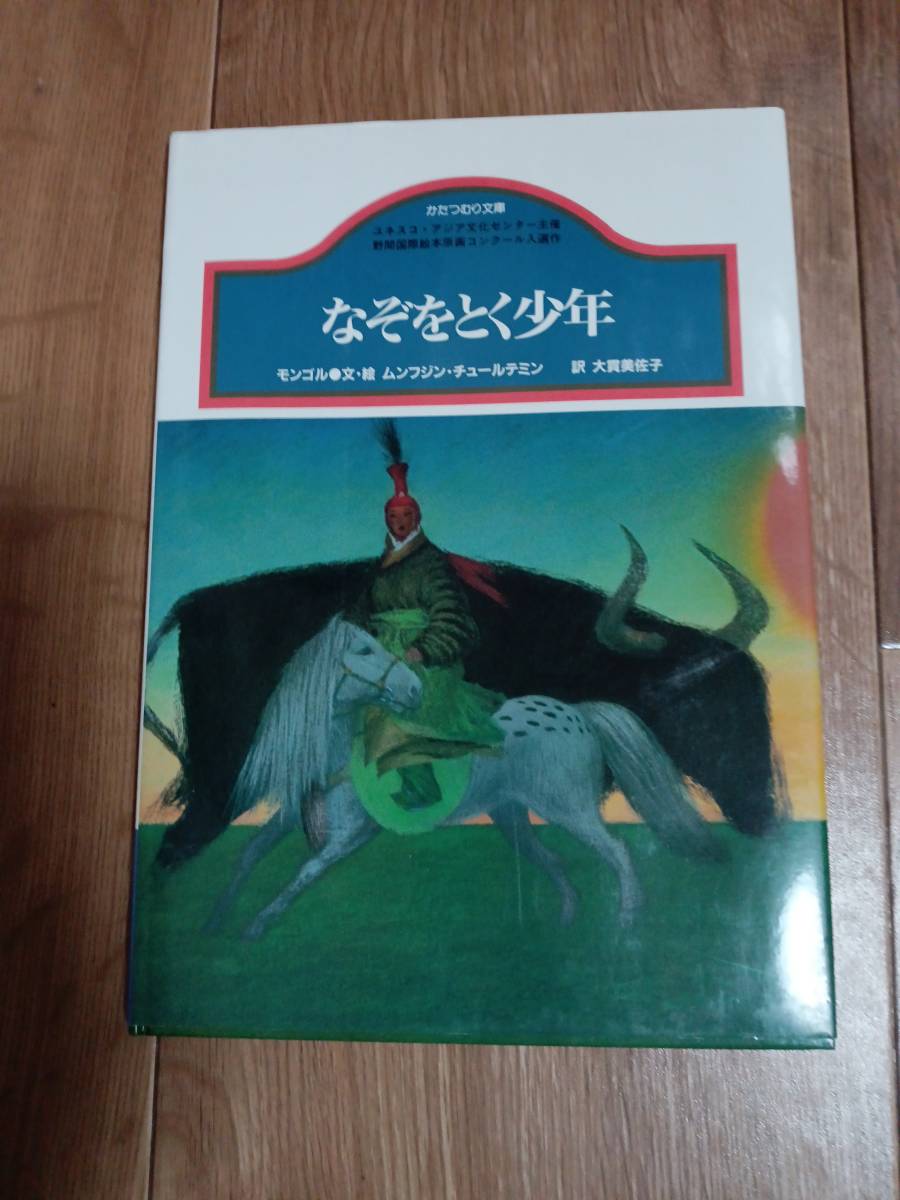 かたつむり文庫
ユネスコ・アジア文化センター主催
野間国際絵本原画コンクール入選作
なぞをとく少年
モンゴル●文・絵 ムンフジン・チュールテミン 訳 大貫美佐子